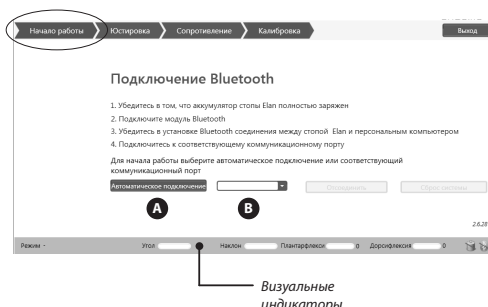 Начало работы Юстировка Сопротивление Калибровка Выход
Подключение Bluetooth
1. Убедитесь в том, что аккумулятор стопы Elan полностью заряжен
2. Подключите модуль Bluetooth
3. Убедитесь в установке Bluetooth соединения между стопой Elan и персональным компьютером
4. Подключитесь к соответствующему коммуникационному порту
Для начала работы выберите автоматическое подключение или соответствующий
коммуникационный порт
Автоматическое подключение Отсоединить Сброс системы
A B
2.6.28
Режим - Угол Наклон Плантарфлекси 0 Дорсифлексия 0
Визуальные
индикаторы